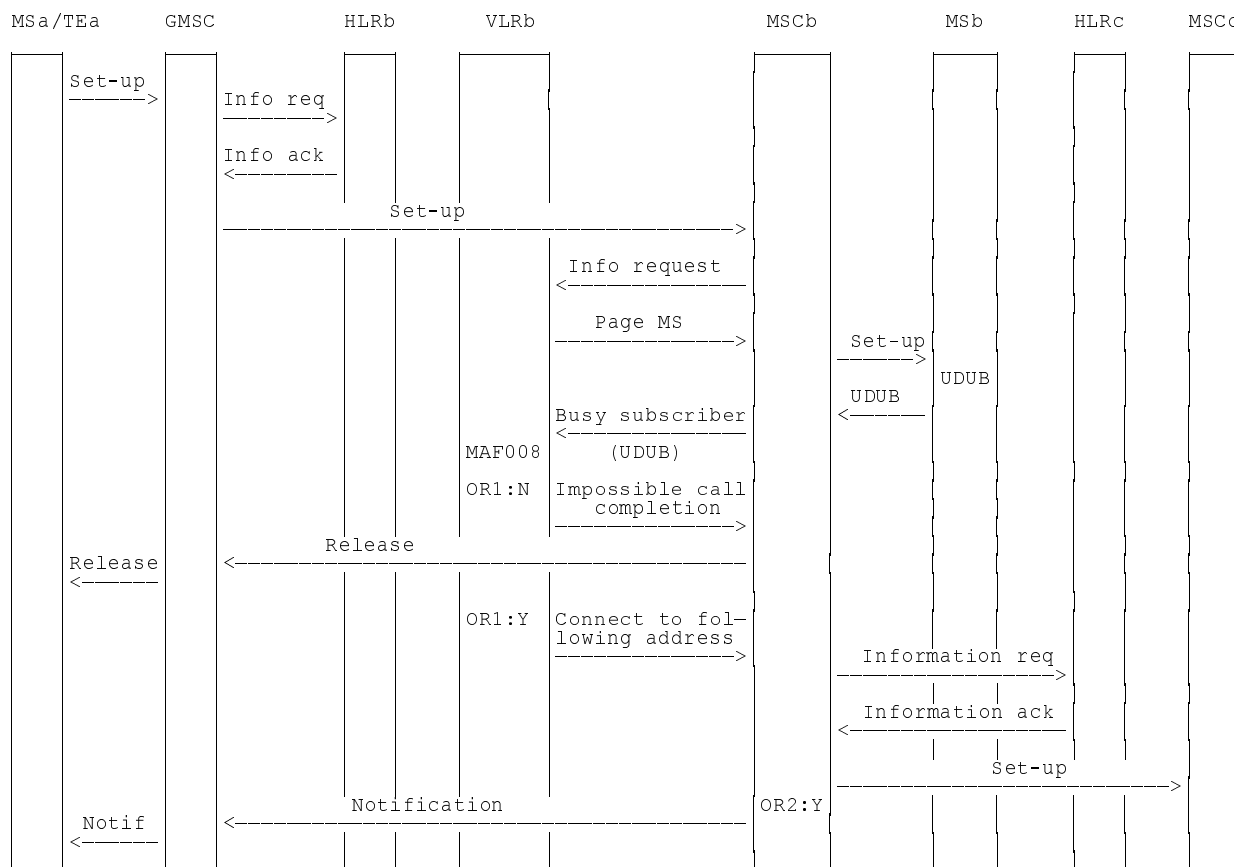 MSa/TEa GMSC HLRb VLRb MSCb MSb HLRc MSCc
Set-up
Info req
Info ack
Set-up
Info request
Page MS
Set-up
UDUB
UDUB
Busy subscriber
MAF008 (UDUB)
OR1:N Impossible call
completion
Release
Release
OR1:Y Connect to fol-
lowing address
Information req
Information ack
Set-up
Notification OR2:Y
Notif